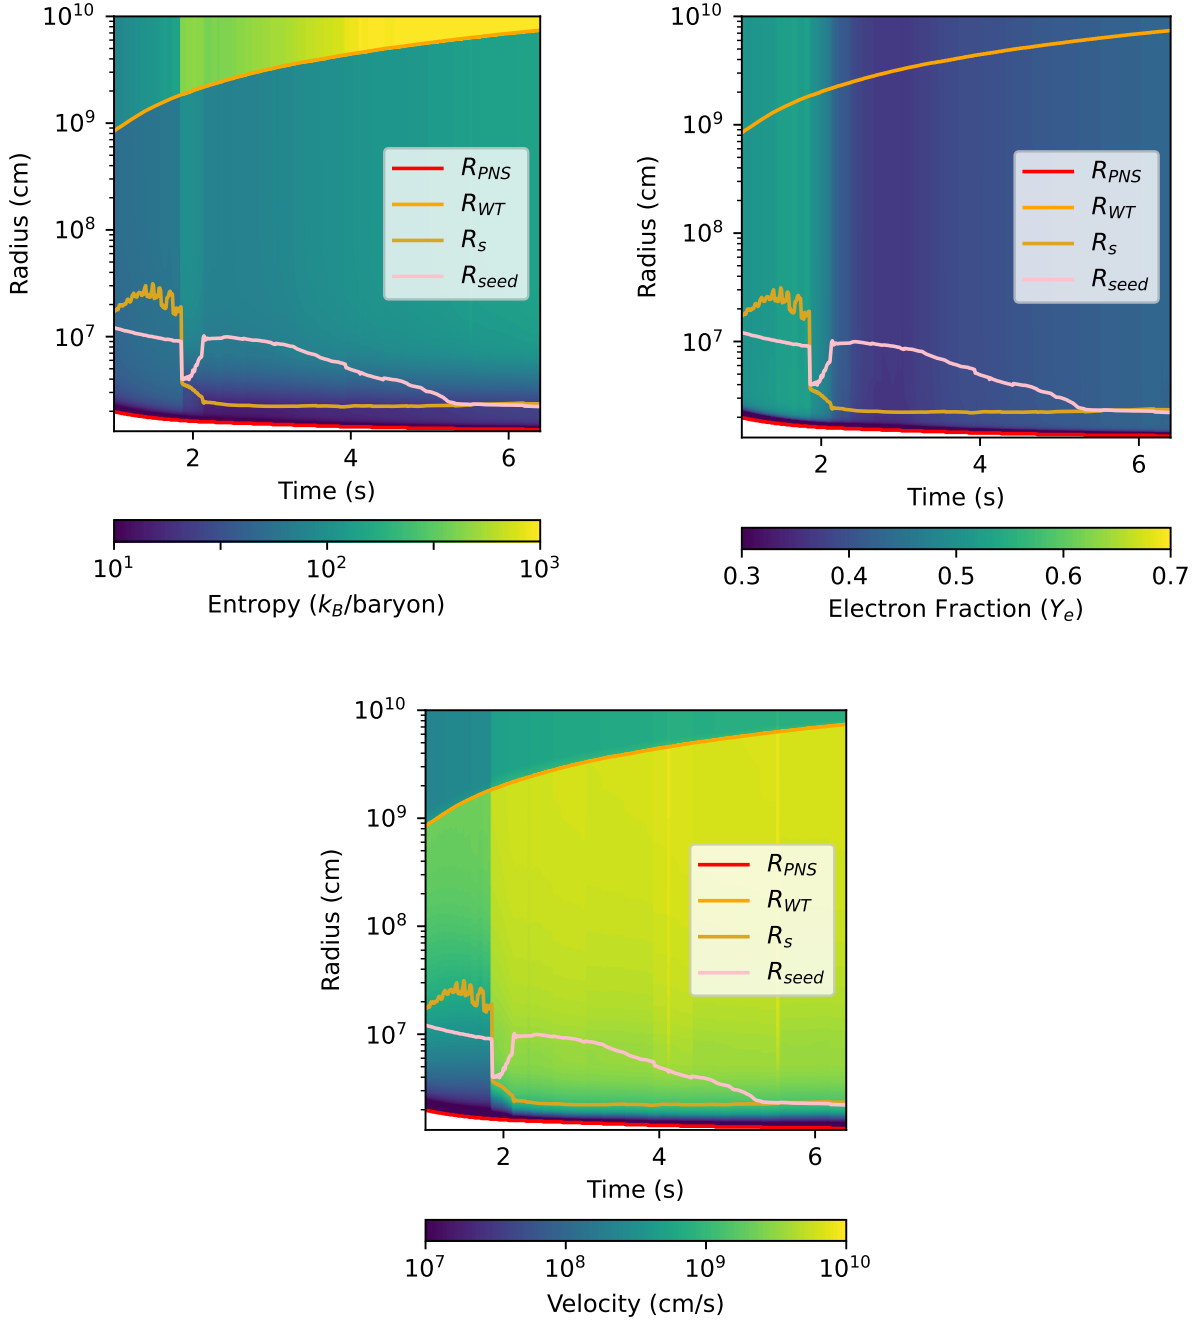 10^10
10^9
10^8
10^7
Radius (cm)
R_PNS
R_WT
R_s
R_seed
2 4 6
Time (s)
10^1 10^2 10^3
Entropy (k_B/baryon)
10^10
10^9
10^8
10^7
Radius (cm)
R_PNS
R_WT
R_s
R_seed
2 4 6
Time (s)
0.3 0.4 0.5 0.6 0.7
Electron Fraction (Y_e)
10^10
10^9
10^8
10^7
Radius (cm)
R_PNS
R_WT
R_s
R_seed
2 4 6
Time (s)
10^7 10^8 10^9 10^10
Velocity (cm/s)